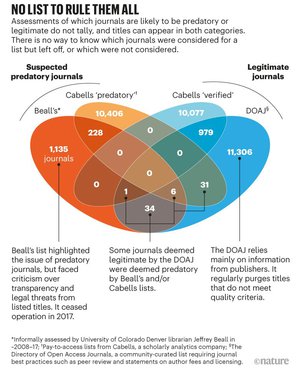 NO LIST TO RULE THEM ALL
Assessments of which journals are likely to be predatory or
legitimate do not tally, and titles can appear in both categories.
There is no way to know which journals were considered for a
list but left off, or which were not considered.
Suspected
predatory journals
Legitimate
journals
Cabells ‘predatory’†
Cabells ‘verified’
Beall’s*
DOAJ§
10,406
10,077
228
0
979
1,135
journals
0
0
11,306
0
0
1
6
31
34
Beall’s list highlighted
the issue of predatory
journals, but faced
criticism over
transparency and
legal threats from
listed titles. It ceased
operation in 2017.
Some journals deemed
legitimate by the DOAJ
were deemed predatory
by Beall’s and/or
Cabells lists.
The DOAJ relies
mainly on information
from publishers. It
regularly purges titles
that do not meet
quality criteria.
*Informally assessed by University of Colorado Denver librarian Jeffrey Beall in
~2008–17; †Pay-to-access lists from Cabells, a scholarly analytics company; §The
Directory of Open Access Journals, a community-curated list requiring journal
best practices such as peer review and statements on author fees and licensing.
©nature